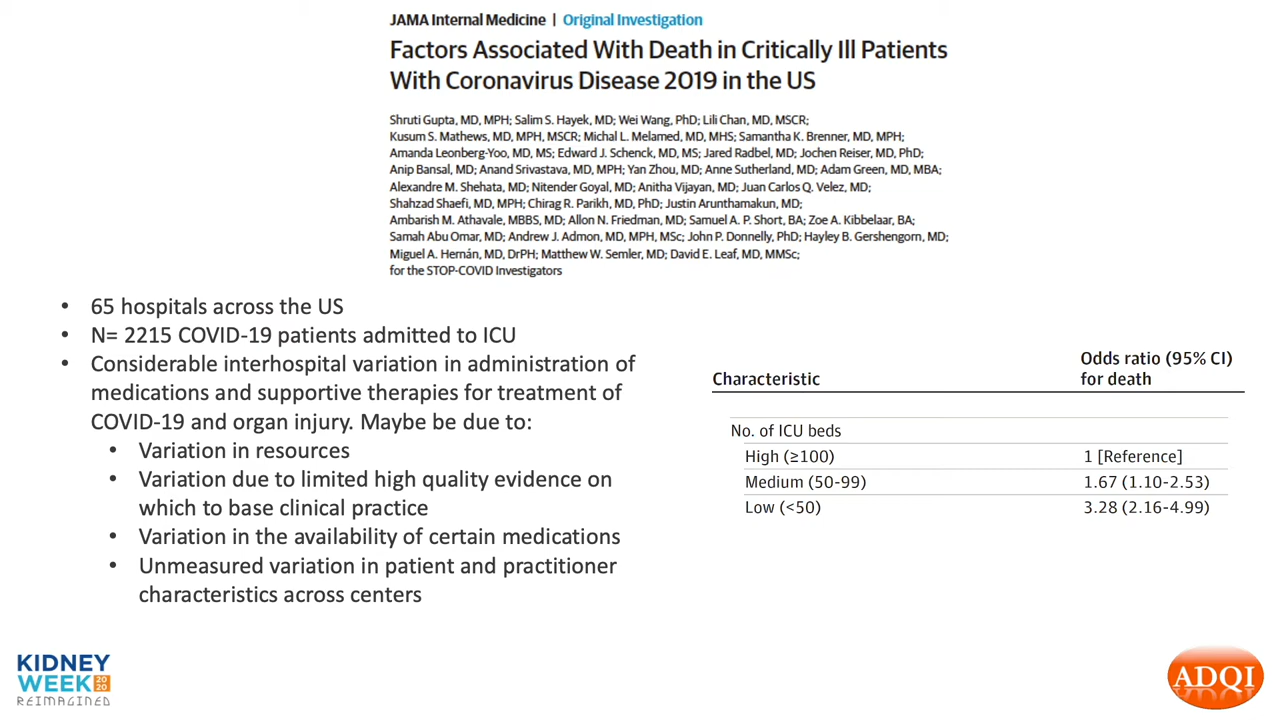 JAMA Internal Medicine | Original Investigation
Factors Associated With Death in Critically Ill Patients
With Coronavirus Disease 2019 in the US
Shruti Gupta, MD, MPH; Salim S. Hayek, MD; Wei Wang, PhD; Lili Chan, MD, MSCR;
Kusum S. Mathews, MD, MPH, MSCR; Michal L. Melamed, MD, MHS; Samantha K. Brenner, MD, MPH;
Amanda Leonberg-Yoo, MD, MS; Edward J. Schenck, MD, MS; Jared Radbel, MD; Jochen Reiser, MD, PhD;
Anip Bansal, MD; Anand Srivastava, MD, MPH; Yan Zhou, MD; Anne Sutherland, MD; Adam Green, MD, MBA;
Alexandre M. Shehata, MD; Nitender Goyal, MD; Anitha Vijayan, MD; Juan Carlos Q. Velez, MD;
Shahzad Shaefi, MD, MPH; Chirag R. Parikh, MD, PhD; Justin Arunthamakun, MD;
Ambarish M. Athavale, MBBS, MD; Allon N. Friedman, MD; Samuel A. P. Short, BA; Zoe A. Kibbelaar, BA;
Samah Abu Omar, MD; Andrew J. Admon, MD, MPH, MSc; John P. Donnelly, PhD; Hayley B. Gershengorn, MD;
Miguel A. Hernán, MD, DrPH; Matthew W. Semler, MD; David E. Leaf, MD, MMSc;
for the STOP-COVID Investigators
• 65 hospitals across the US
• N= 2215 COVID-19 patients admitted to ICU
• Considerable interhospital variation in administration of
medications and supportive therapies for treatment of
COVID-19 and organ injury. Maybe be due to:
• Variation in resources
• Variation due to limited high quality evidence on
which to base clinical practice
• Variation in the availability of certain medications
• Unmeasured variation in patient and practitioner
characteristics across centers
Odds ratio (95% CI)
Characteristic for death
No. of ICU beds
High (≥100) 1 [Reference]
Medium (50-99) 1.67 (1.10-2.53)
Low (<50) 3.28 (2.16-4.99)
KIDNEY
WEEK 2020
REIMAGINED
ADQI